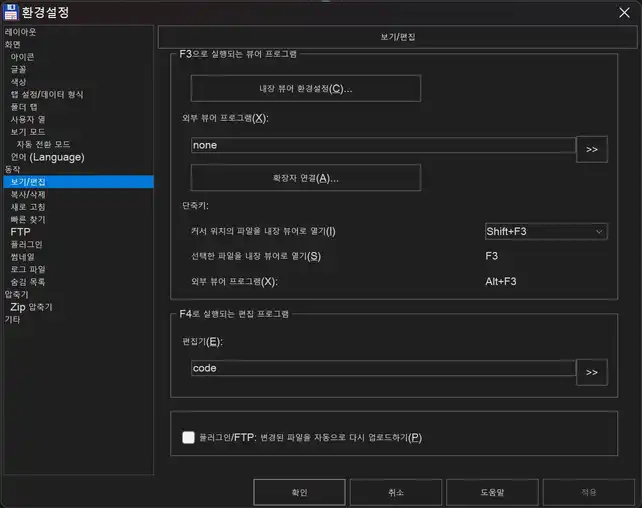 환경설정
레이아웃
화면
아이콘
글꼴
색상
탭 설정/데이터 형식
폴더 탭
사용자 열
보기 모드
자동 전환 모드
언어 (Language)
동작
보기/편집
복사/삭제
새로 고침
빠른 찾기
FTP
플러그인
썸네일
로그 파일
숨김 목록
압축기
Zip 압축기
기타
보기/편집
F3으로 실행되는 뷰어 프로그램
내장 뷰어 환경설정(C)...
외부 뷰어 프로그램(X):
none
>>
확장자 연결(A)...
단축키:
커서 위치의 파일을 내장 뷰어로 열기(I)
Shift+F3
선택한 파일을 내장 뷰어로 열기(S)
F3
외부 뷰어 프로그램(X):
Alt+F3
F4로 실행되는 편집 프로그램
편집기(E):
code
>>
플러그인/FTP: 변경된 파일을 자동으로 다시 업로드하기(P)
확인
취소
도움말
적용